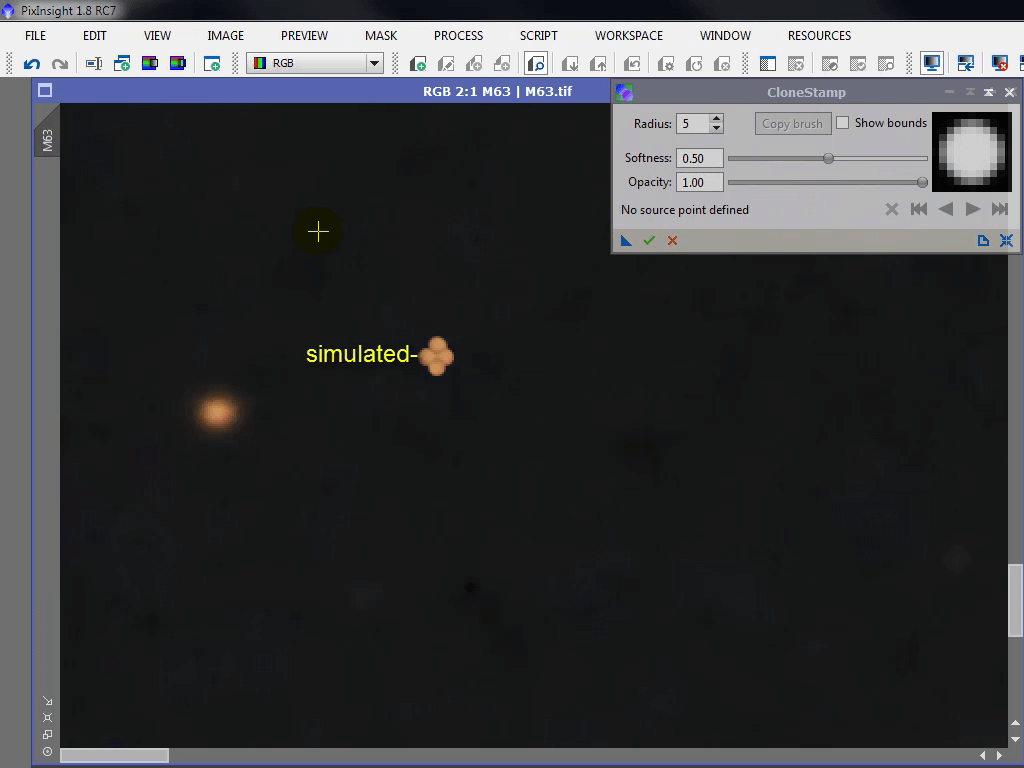 PixInsight 1.8 RC7
FILE EDIT VIEW IMAGE PREVIEW MASK PROCESS SCRIPT WORKSPACE WINDOW RESOURCES
RGB
RGB 2:1 M63 | M63.tif
M63
CloneStamp
Radius: 5 Copy brush Show bounds
Softness: 0.50
Opacity: 1.00
No source point defined
simulated-